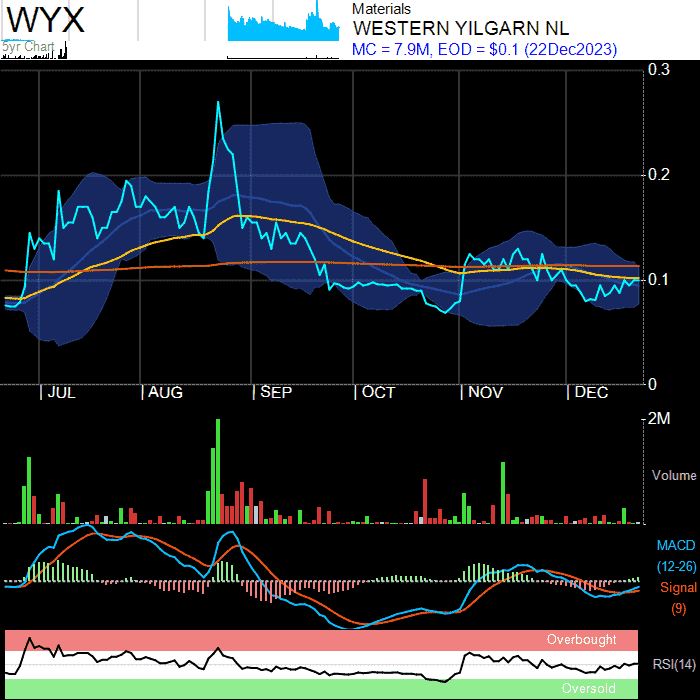 WYX
5yr Chart
Materials
WESTERN YILGARN NL
MC = 7.9M, EOD = $0.1 (22Dec2023)
0.3
0.2
0.1
0
JUL AUG SEP OCT NOV DEC
2M
Volume
MACD
(12-26)
Signal
(9)
Overbought
RSI(14)
Oversold